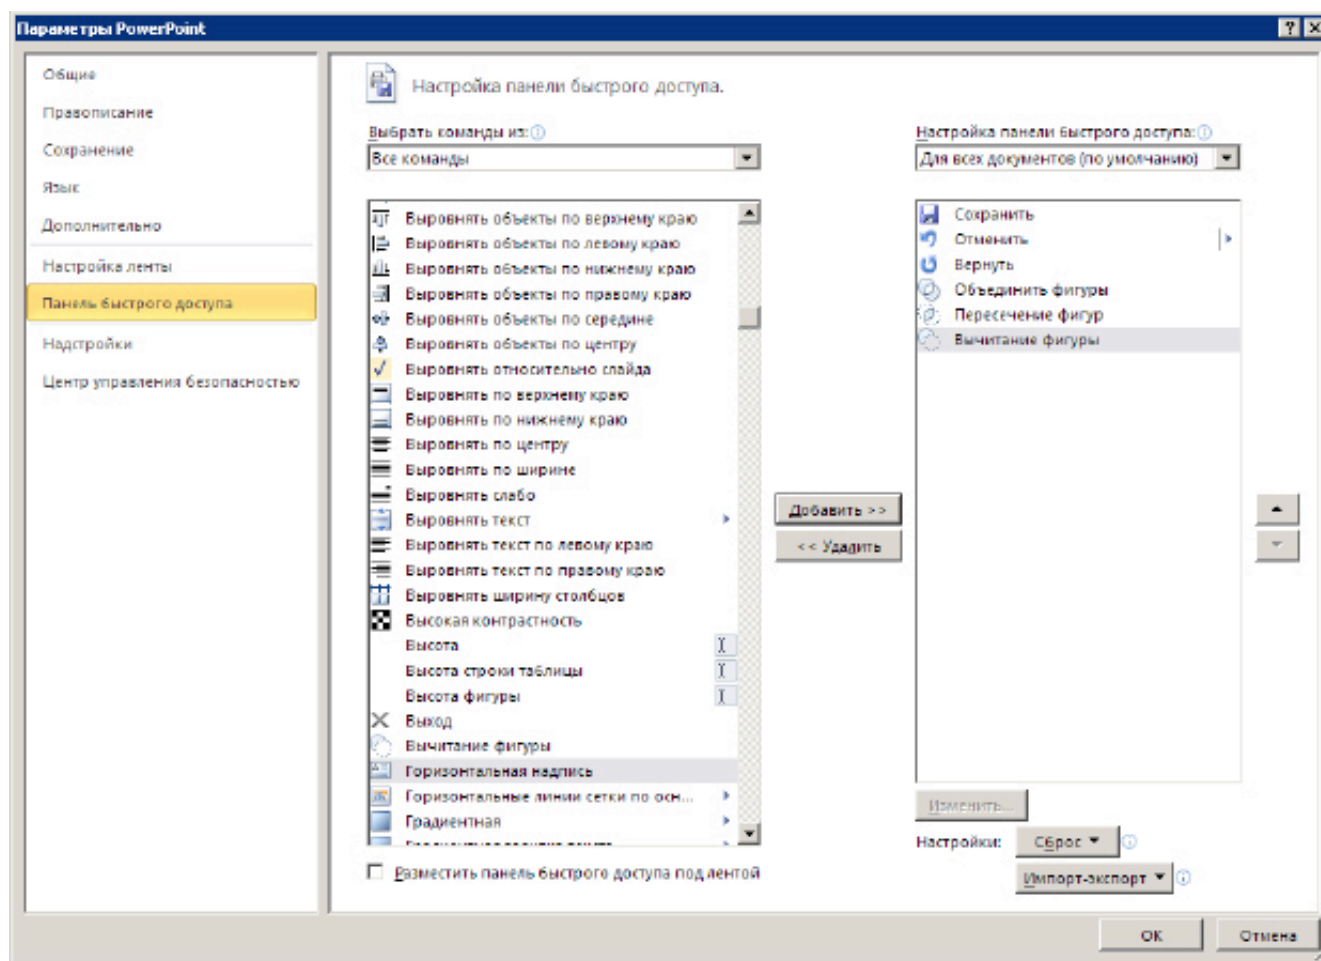 Параметры PowerPoint
Общие
Правописание
Сохранение
Язык
Дополнительно
Настройка ленты
Панель быстрого доступа
Надстройки
Центр управления безопасностью
Настройка панели быстрого доступа.
Выбрать команды из:
Все команды
Выровнять объекты по верхнему краю
Выровнять объекты по левому краю
Выровнять объекты по нижнему краю
Выровнять объекты по правому краю
Выровнять объекты по середине
Выровнять объекты по центру
Выровнять относительно слайда
Выровнять по верхнему краю
Выровнять по нижнему краю
Выровнять по центру
Выровнять по ширине
Выровнять слабо
Выровнять текст
Выровнять текст по левому краю
Выровнять текст по правому краю
Выровнять ширину столбцов
Высокая контрастность
Высота
Высота строки таблицы
Высота фигуры
Выход
Вычитание фигуры
Горизонтальная надпись
Горизонтальные линии сетки по осн...
Градиентная
Разместить панель быстрого доступа под лентой
Добавить >>
<< Удалить
Настройка панели быстрого доступа:
Для всех документов (по умолчанию)
Сохранить
Отменить
Вернуть
Объединить фигуры
Пересечение фигур
Вычитание фигуры
Изменить...
Настройки: Сброс
Импорт-экспорт
ОК
Отмена